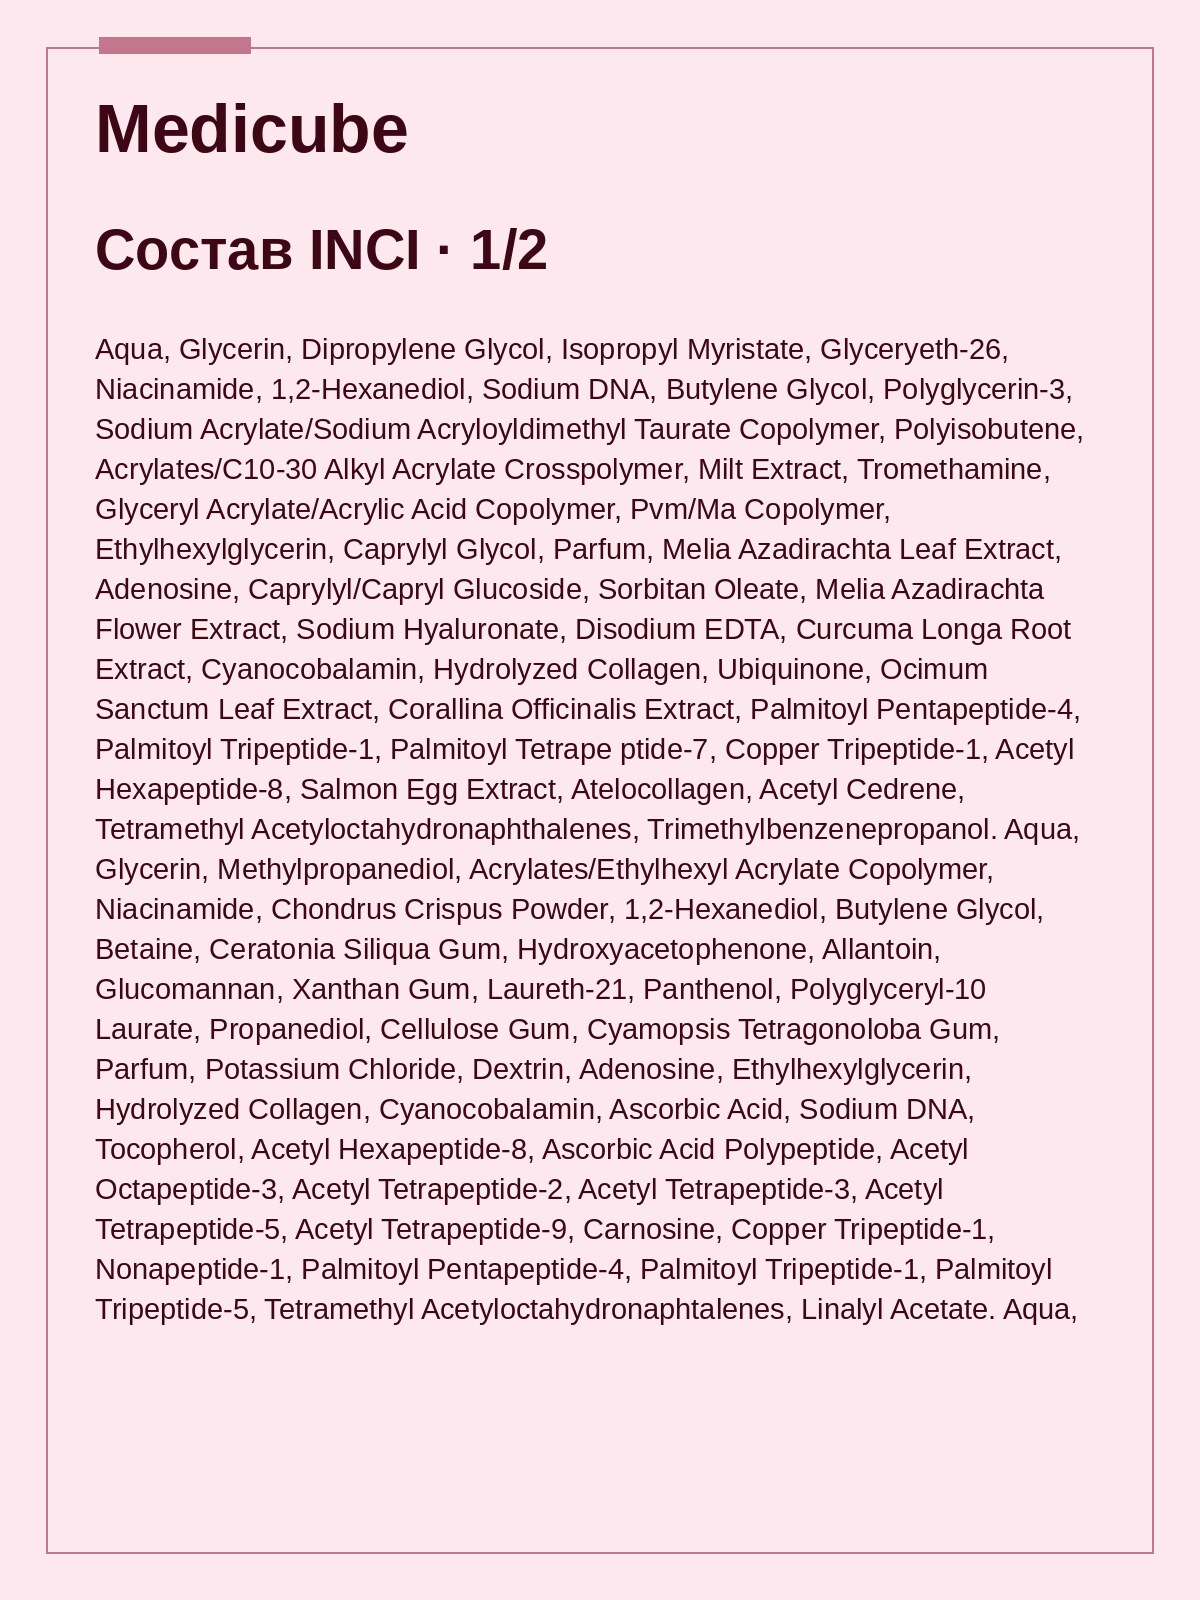 Medicube
Состав INCI · 1/2
Aqua, Glycerin, Dipropylene Glycol, Isopropyl Myristate, Glyceryeth-26,
Niacinamide, 1,2-Hexanediol, Sodium DNA, Butylene Glycol, Polyglycerin-3,
Sodium Acrylate/Sodium Acryloyldimethyl Taurate Copolymer, Polyisobutene,
Acrylates/C10-30 Alkyl Acrylate Crosspolymer, Milt Extract, Tromethamine,
Glyceryl Acrylate/Acrylic Acid Copolymer, Pvm/Ma Copolymer,
Ethylhexylglycerin, Caprylyl Glycol, Parfum, Melia Azadirachta Leaf Extract,
Adenosine, Caprylyl/Capryl Glucoside, Sorbitan Oleate, Melia Azadirachta
Flower Extract, Sodium Hyaluronate, Disodium EDTA, Curcuma Longa Root
Extract, Cyanocobalamin, Hydrolyzed Collagen, Ubiquinone, Ocimum
Sanctum Leaf Extract, Corallina Officinalis Extract, Palmitoyl Pentapeptide-4,
Palmitoyl Tripeptide-1, Palmitoyl Tetrape ptide-7, Copper Tripeptide-1, Acetyl
Hexapeptide-8, Salmon Egg Extract, Atelocollagen, Acetyl Cedrene,
Tetramethyl Acetyloctahydronaphthalenes, Trimethylbenzenepropanol. Aqua,
Glycerin, Methylpropanediol, Acrylates/Ethylhexyl Acrylate Copolymer,
Niacinamide, Chondrus Crispus Powder, 1,2-Hexanediol, Butylene Glycol,
Betaine, Ceratonia Siliqua Gum, Hydroxyacetophenone, Allantoin,
Glucomannan, Xanthan Gum, Laureth-21, Panthenol, Polyglyceryl-10
Laurate, Propanediol, Cellulose Gum, Cyamopsis Tetragonoloba Gum,
Parfum, Potassium Chloride, Dextrin, Adenosine, Ethylhexylglycerin,
Hydrolyzed Collagen, Cyanocobalamin, Ascorbic Acid, Sodium DNA,
Tocopherol, Acetyl Hexapeptide-8, Ascorbic Acid Polypeptide, Acetyl
Octapeptide-3, Acetyl Tetrapeptide-2, Acetyl Tetrapeptide-3, Acetyl
Tetrapeptide-5, Acetyl Tetrapeptide-9, Carnosine, Copper Tripeptide-1,
Nonapeptide-1, Palmitoyl Pentapeptide-4, Palmitoyl Tripeptide-1, Palmitoyl
Tripeptide-5, Tetramethyl Acetyloctahydronaphtalenes, Linalyl Acetate. Aqua,